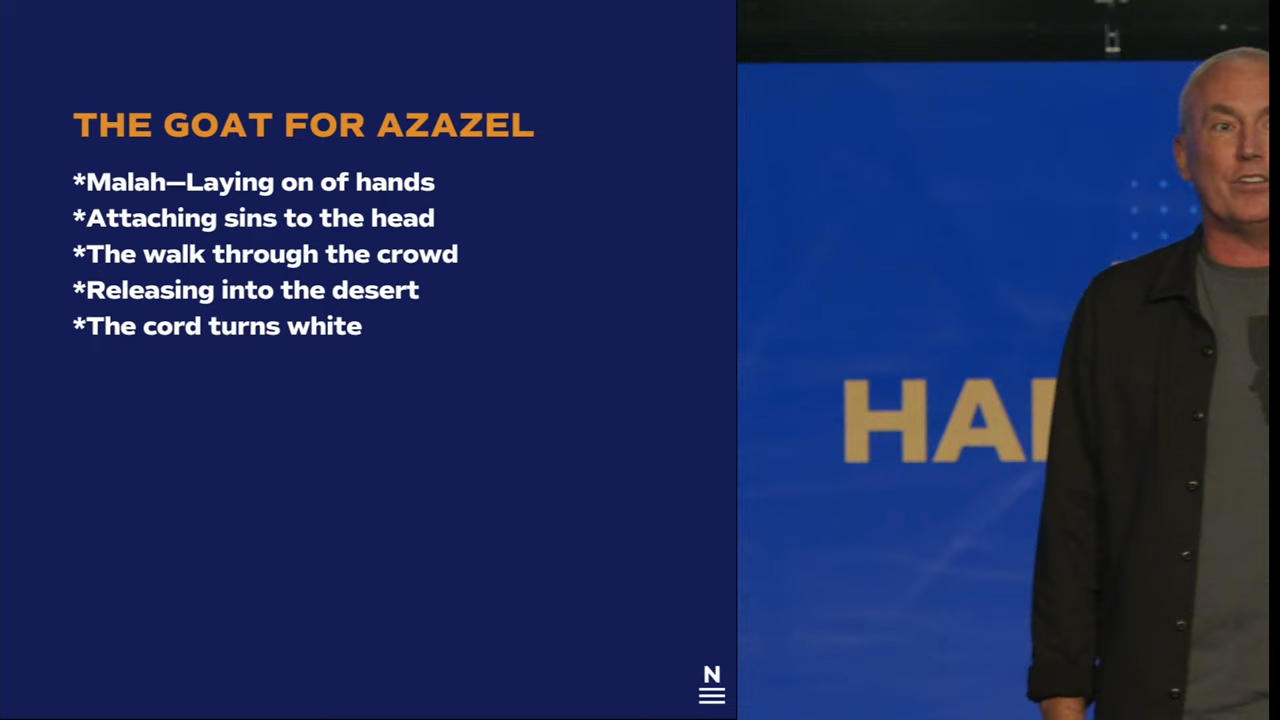 THE GOAT FOR AZAZEL
*Malah—Laying on of hands
*Attaching sins to the head
*The walk through the crowd
*Releasing into the desert
*The cord turns white
N
HA